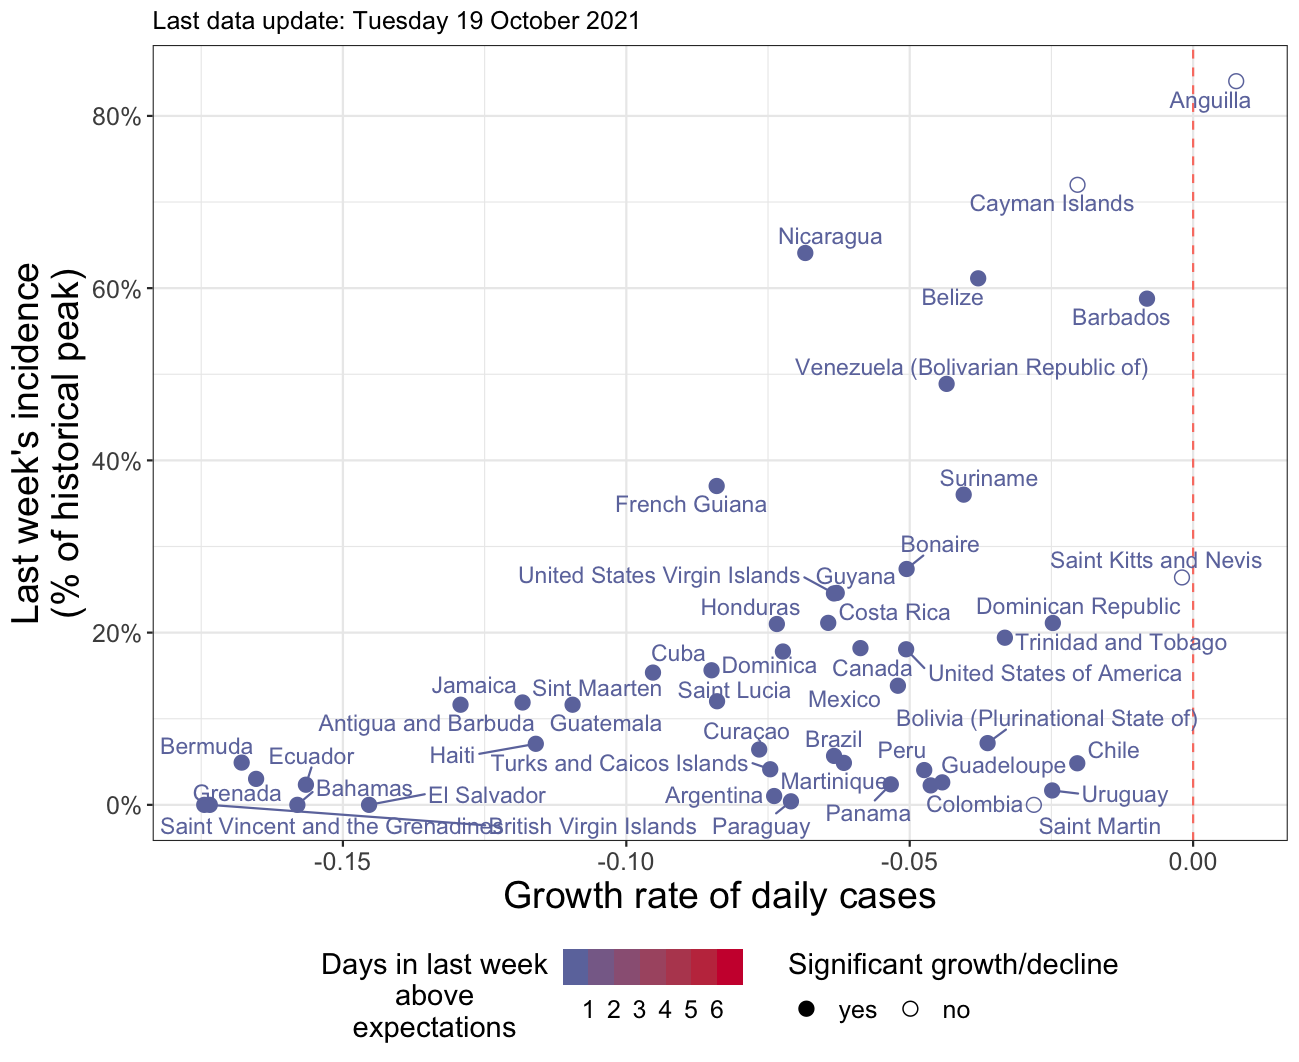 Last data update: Tuesday 19 October 2021
80%
60%
40%
20%
0%
Last week's incidence
(% of historical peak)
Anguilla
Cayman Islands
Nicaragua
Belize
Barbados
Venezuela (Bolivarian Republic of)
Suriname
French Guiana
Bonaire
Saint Kitts and Nevis
United States Virgin Islands
Guyana
Honduras
Costa Rica
Dominican Republic
Trinidad and Tobago
Cuba
Dominica
Canada
United States of America
Jamaica
Sint Maarten
Saint Lucia
Mexico
Antigua and Barbuda
Guatemala
Curaçao
Bolivia (Plurinational State of)
Bermuda
Ecuador
Haiti
Turks and Caicos Islands
Brazil
Peru
Chile
Guadeloupe
Grenada
Bahamas
El Salvador
Argentina
Martinique
Panama
Colombia
Uruguay
Saint Vincent and the Grenadines
British Virgin Islands
Paraguay
Saint Martin
-0.15
-0.10
-0.05
0.00
Growth rate of daily cases
Days in last week
above
expectations
1 2 3 4 5 6
Significant growth/decline
yes
no